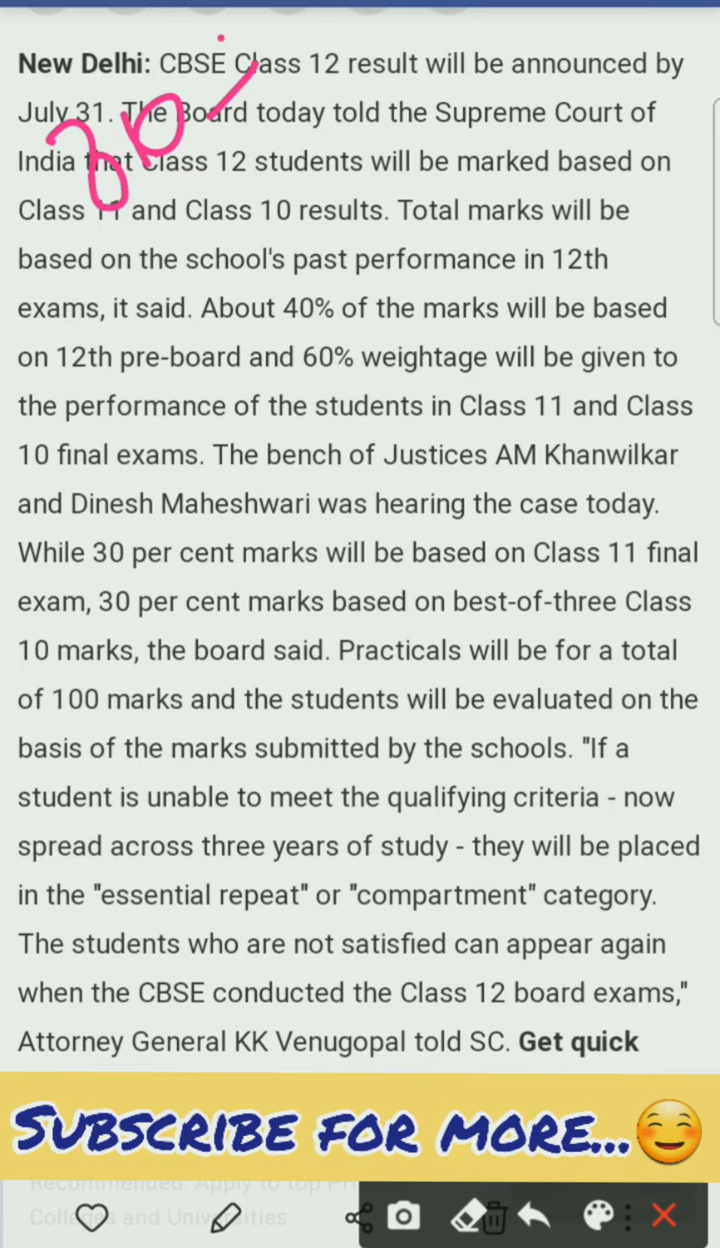 New Delhi: CBSE Class 12 result will be announced by
July 31. The Board today told the Supreme Court of
India that Class 12 students will be marked based on
Class 11 and Class 10 results. Total marks will be
based on the school's past performance in 12th
exams, it said. About 40% of the marks will be based
on 12th pre-board and 60% weightage will be given to
the performance of the students in Class 11 and Class
10 final exams. The bench of Justices AM Khanwilkar
and Dinesh Maheshwari was hearing the case today.
While 30 per cent marks will be based on Class 11 final
exam, 30 per cent marks based on best-of-three Class
10 marks, the board said. Practicals will be for a total
of 100 marks and the students will be evaluated on the
basis of the marks submitted by the schools. "If a
student is unable to meet the qualifying criteria - now
spread across three years of study - they will be placed
in the "essential repeat" or "compartment" category.
The students who are not satisfied can appear again
when the CBSE conducted the Class 12 board exams,"
Attorney General KK Venugopal told SC. Get quick
SUBSCRIBE FOR MORE...
Recommended: Apply to top
Colleges and Universities